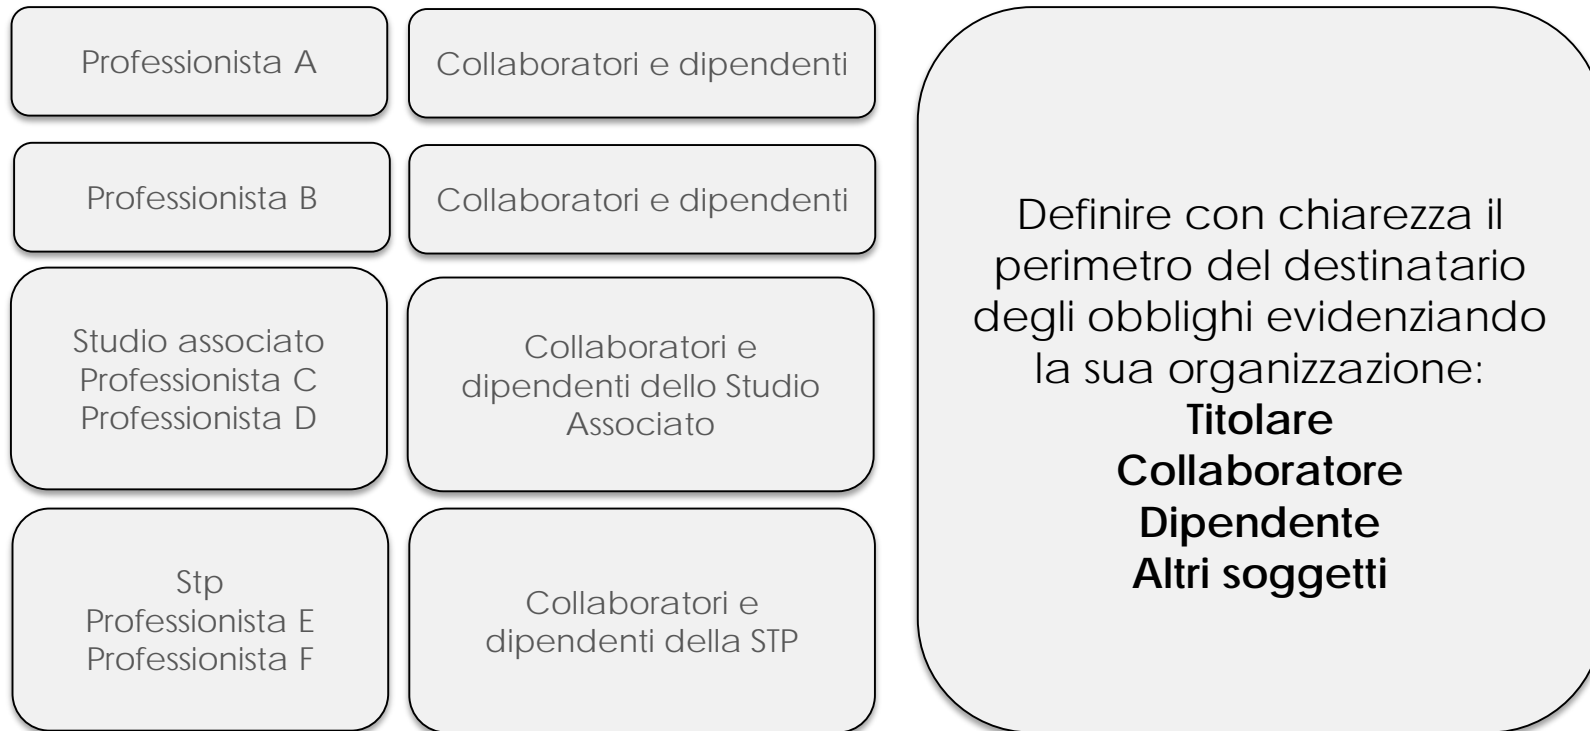 Professionista A
Collaboratori e dipendenti
Professionista B
Collaboratori e dipendenti
Studio associato
Professionista C
Professionista D
Collaboratori e
dipendenti dello Studio
Associato
Stp
Professionista E
Professionista F
Collaboratori e
dipendenti della STP
Definire con chiarezza il
perimetro del destinatario
degli obblighi evidenziando
la sua organizzazione:
Titolare
Collaboratore
Dipendente
Altri soggetti